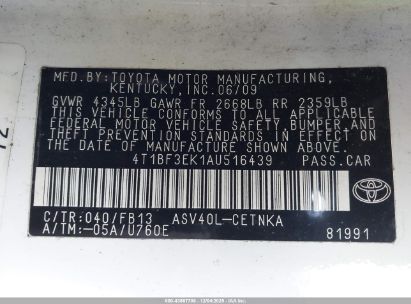 MFD. BY: TOYOTA MOTOR MANUFACTURING,
KENTUCKY, INC. 06/09
GVWR 4345LB GAWR FR 2668LB RR 2359LB
THIS VEHICLE CONFORMS TO ALL APPLICABLE
FEDERAL MOTOR VEHICLE SAFETY, BUMPER, AND
THEFT PREVENTION STANDARDS IN EFFECT ON
THE DATE OF MANUFACTURE SHOWN ABOVE.
4T1BF3EK1AU516439 PASS.CAR
C/TR: 040/FB13 ASV40L-CETNKA
A/TM: -05A/U760E
TOYOTA
81991